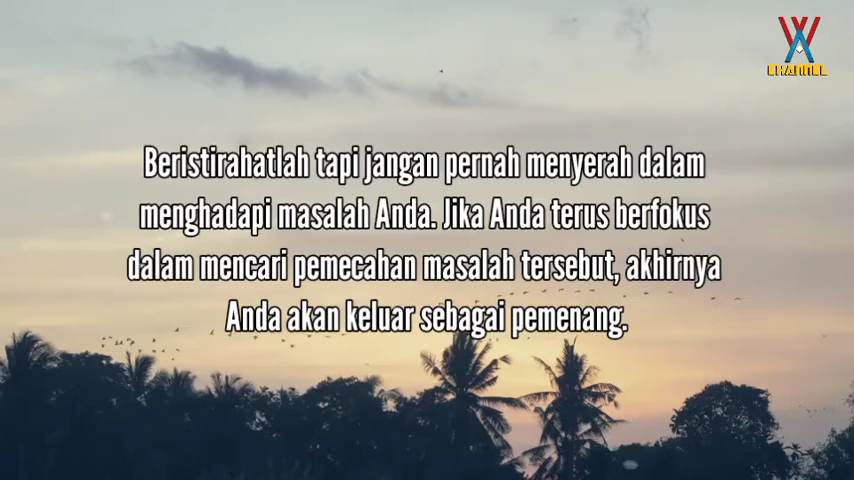 CHANNEL
Beristirahatlah tapi jangan pernah menyerah dalam
menghadapi masalah Anda. Jika Anda terus berfokus
dalam mencari pemecahan masalah tersebut, akhirnya
Anda akan keluar sebagai pemenang.